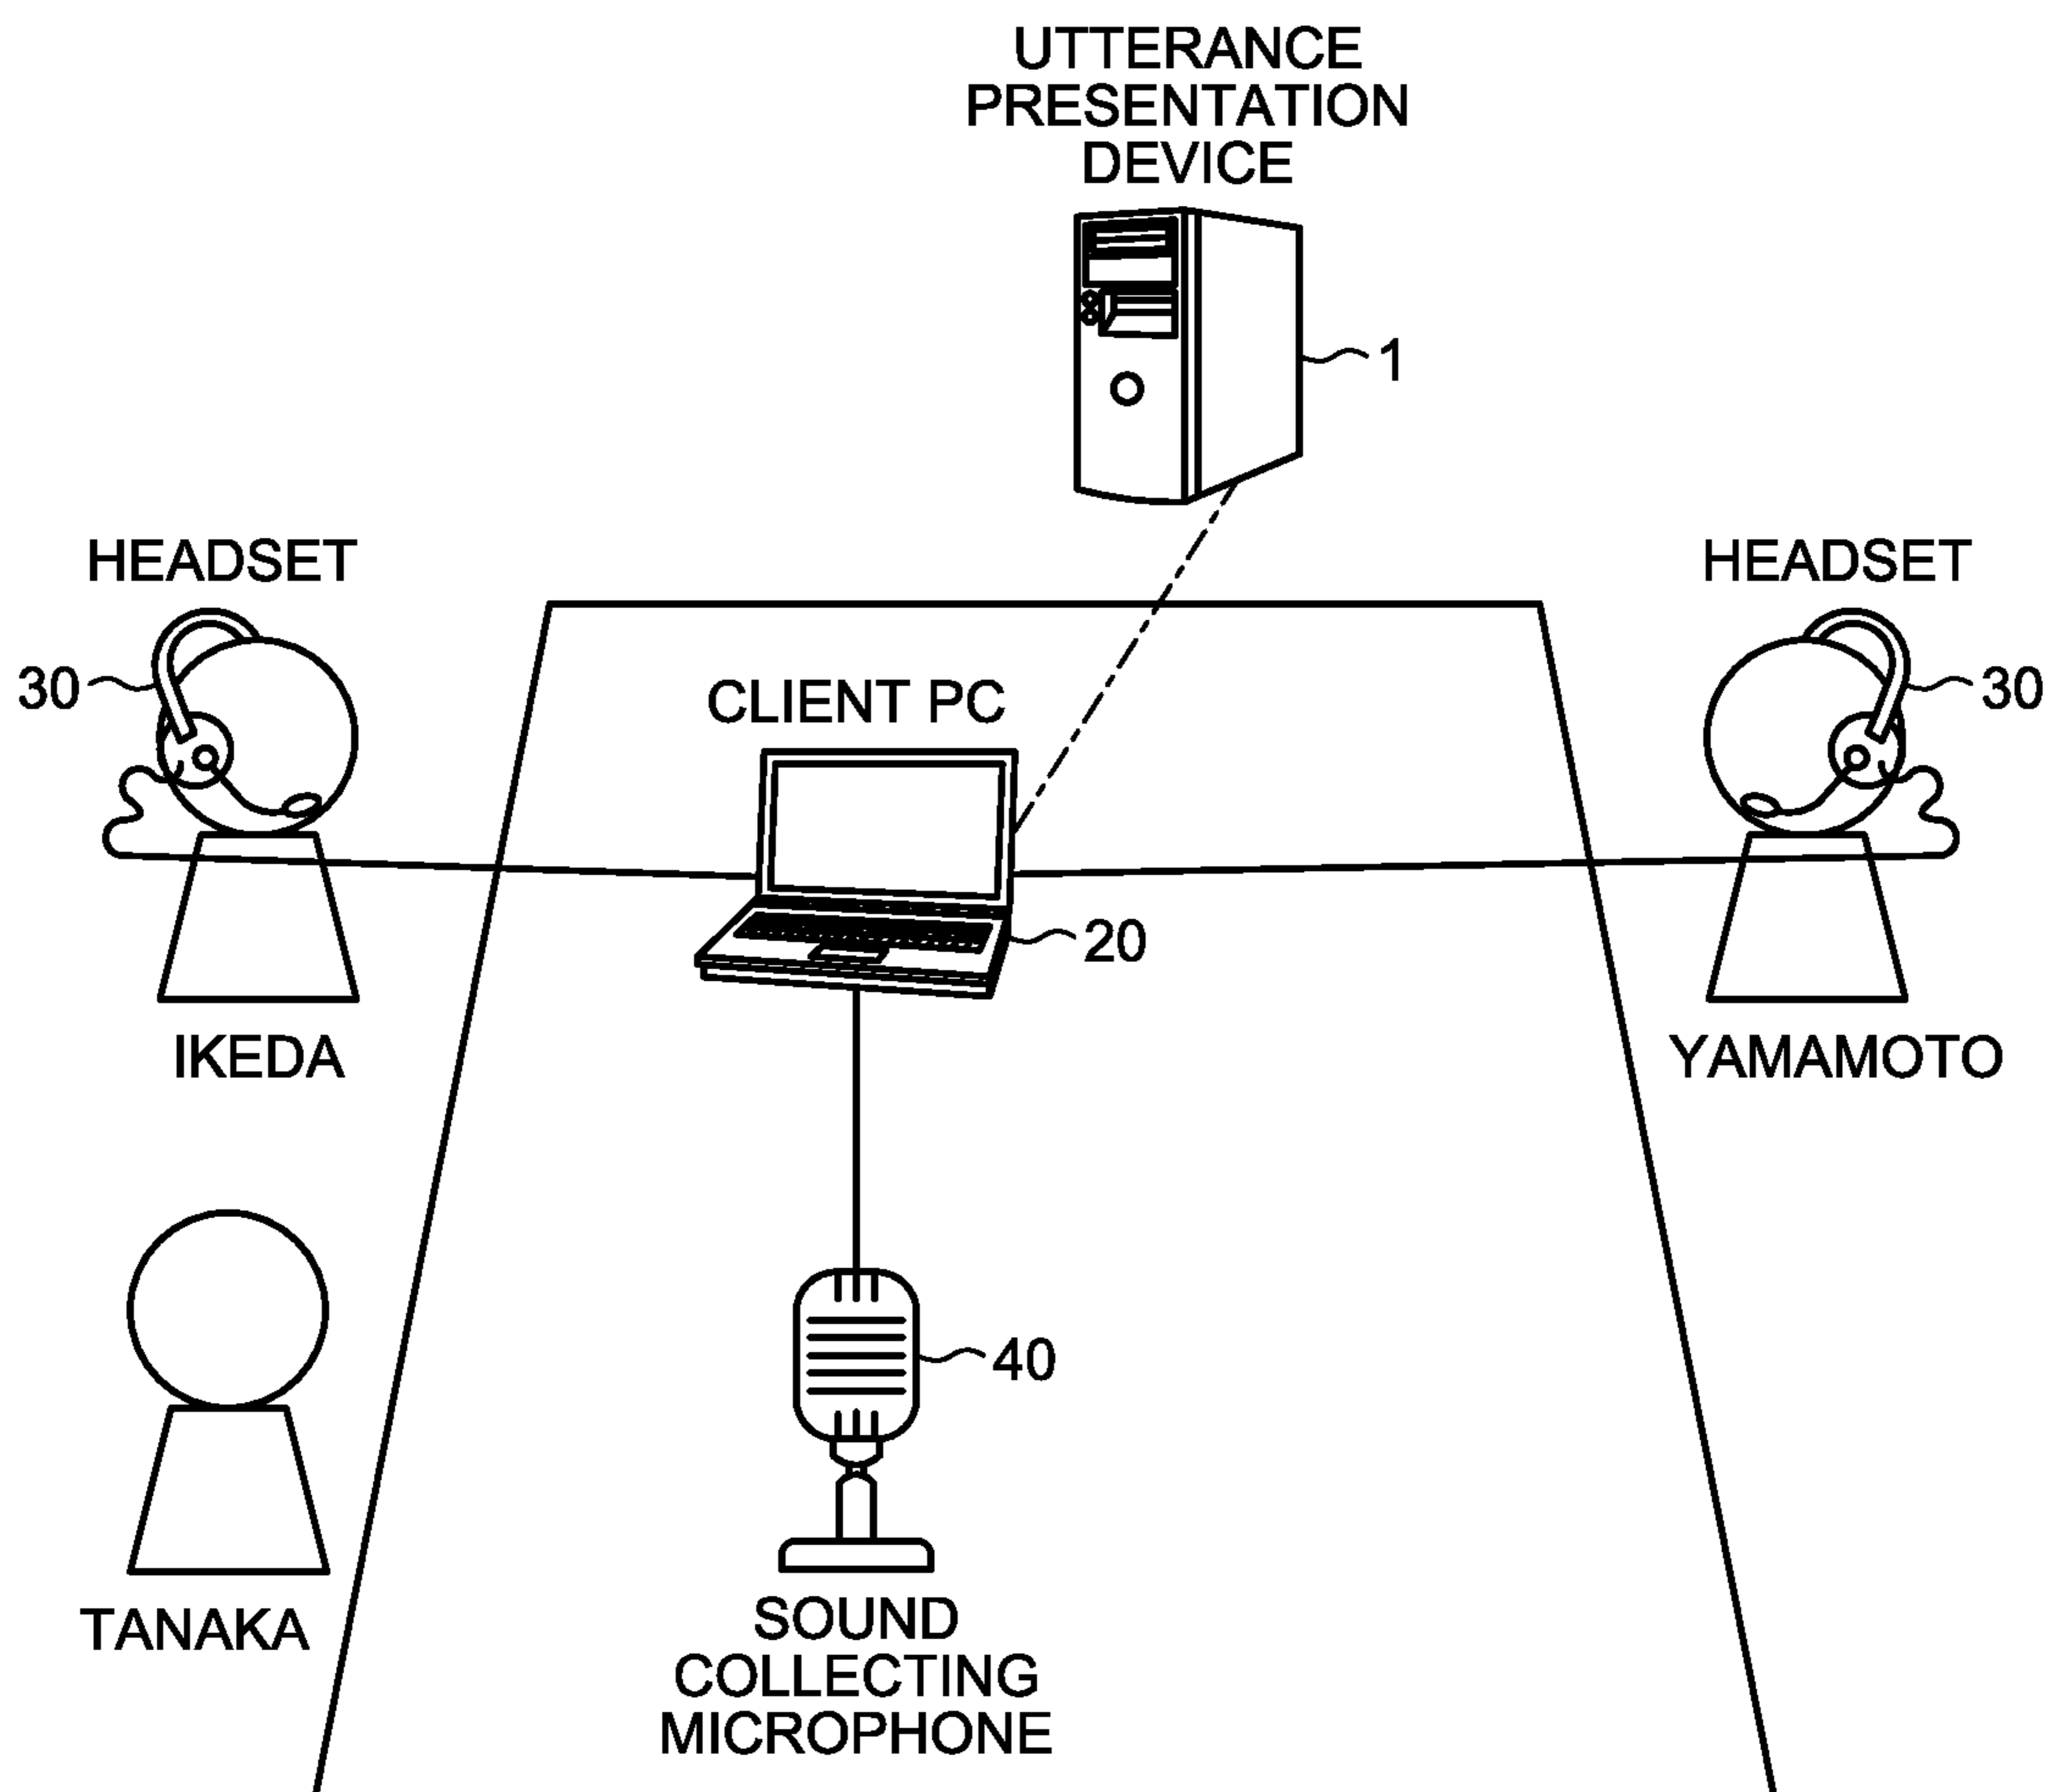 UTTERANCE
PRESENTATION
DEVICE
1
HEADSET
HEADSET
30
CLIENT PC
30
20
IKEDA
YAMAMOTO
40
TANAKA
SOUND
COLLECTING
MICROPHONE